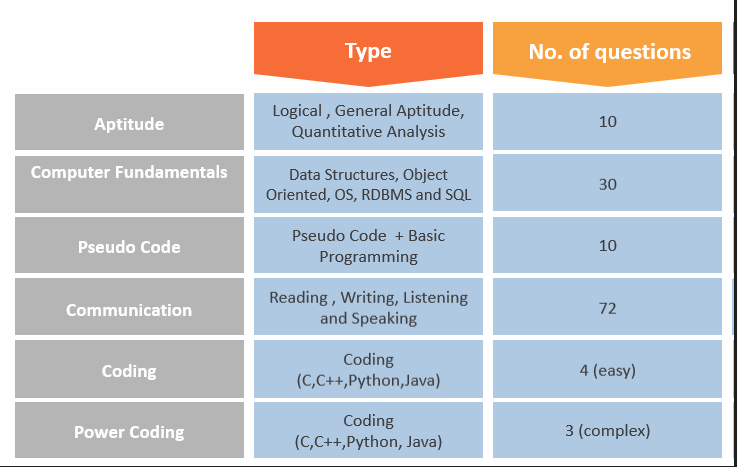 Type
No. of questions
Aptitude
Logical , General Aptitude,
Quantitative Analysis
10
Computer Fundamentals
Data Structures, Object
Oriented, OS, RDBMS and SQL
30
Pseudo Code
Pseudo Code + Basic
Programming
10
Communication
Reading , Writing, Listening
and Speaking
72
Coding
Coding
(C,C++,Python,Java)
4 (easy)
Power Coding
Coding
(C,C++,Python, Java)
3 (complex)